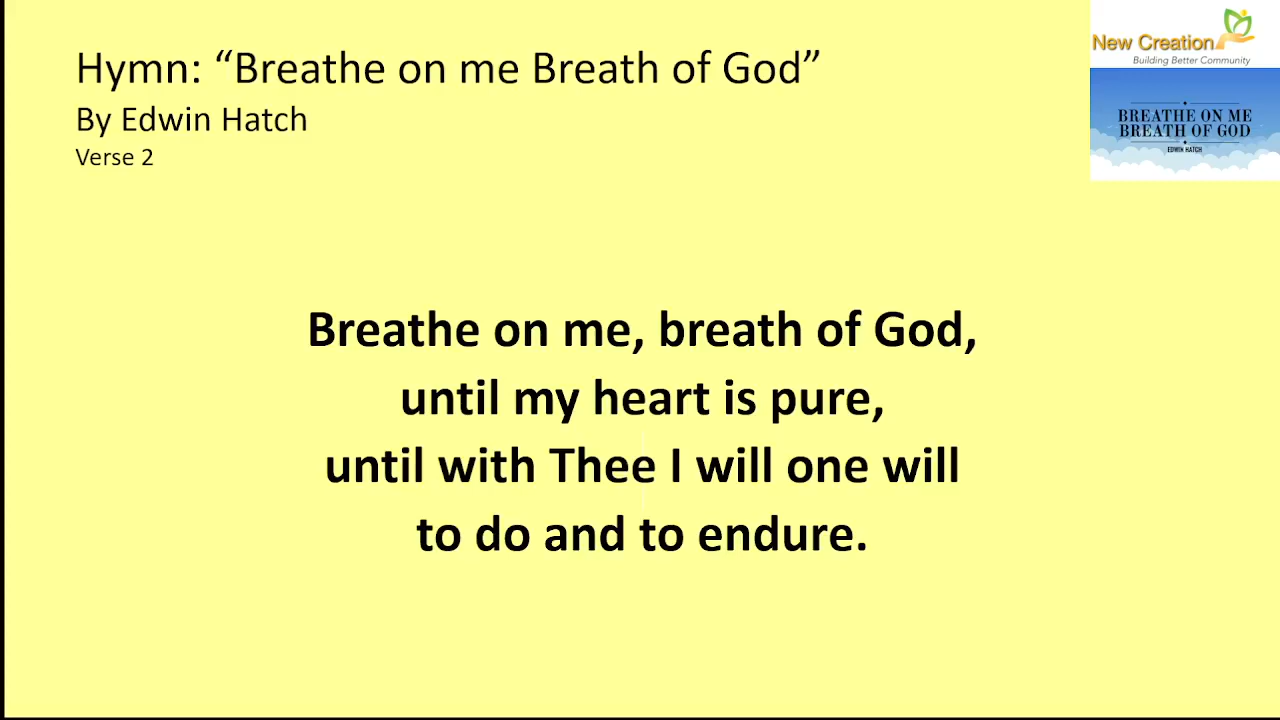 Hymn: “Breathe on me Breath of God”
By Edwin Hatch
Verse 2
New Creation
Building Better Community
BREATHE ON ME
BREATH OF GOD
EDWIN HATCH
Breathe on me, breath of God,
until my heart is pure,
until with Thee I will one will
to do and to endure.